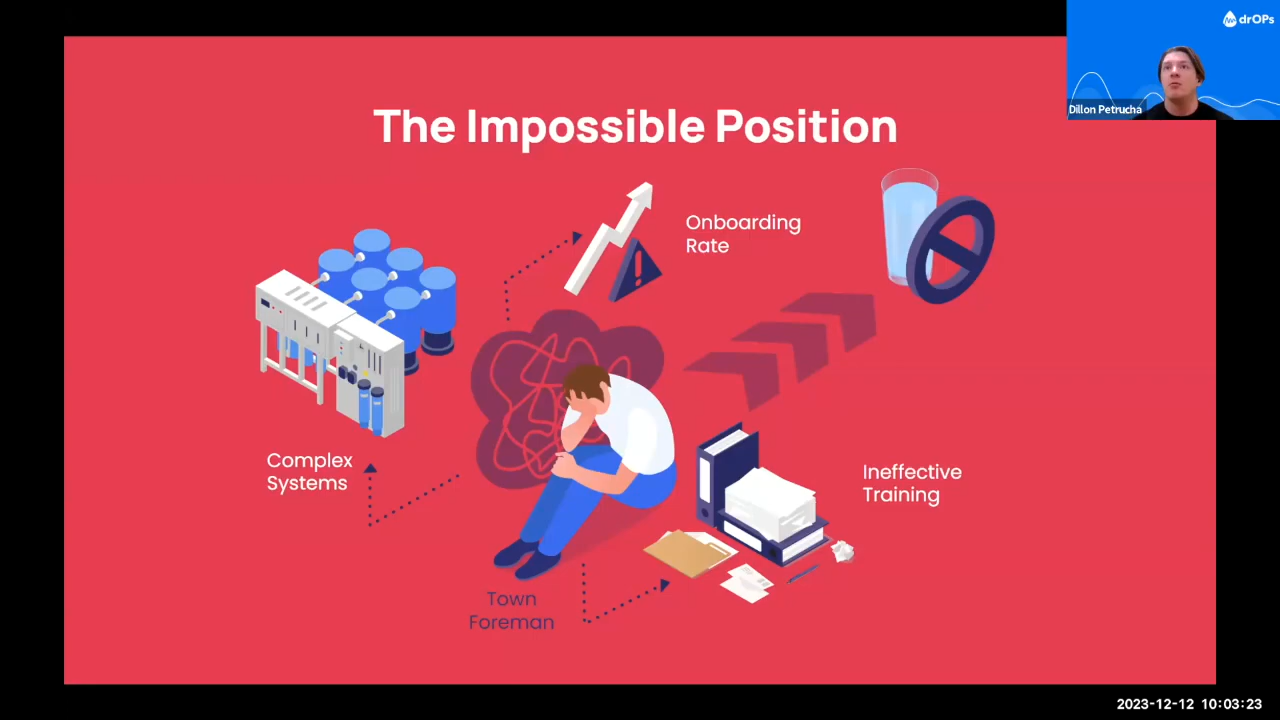 drOPs
Dillon Petrucha
The Impossible Position
Onboarding
Rate
Complex
Systems
Ineffective
Training
Town
Foreman
2023-12-12 10:03:23